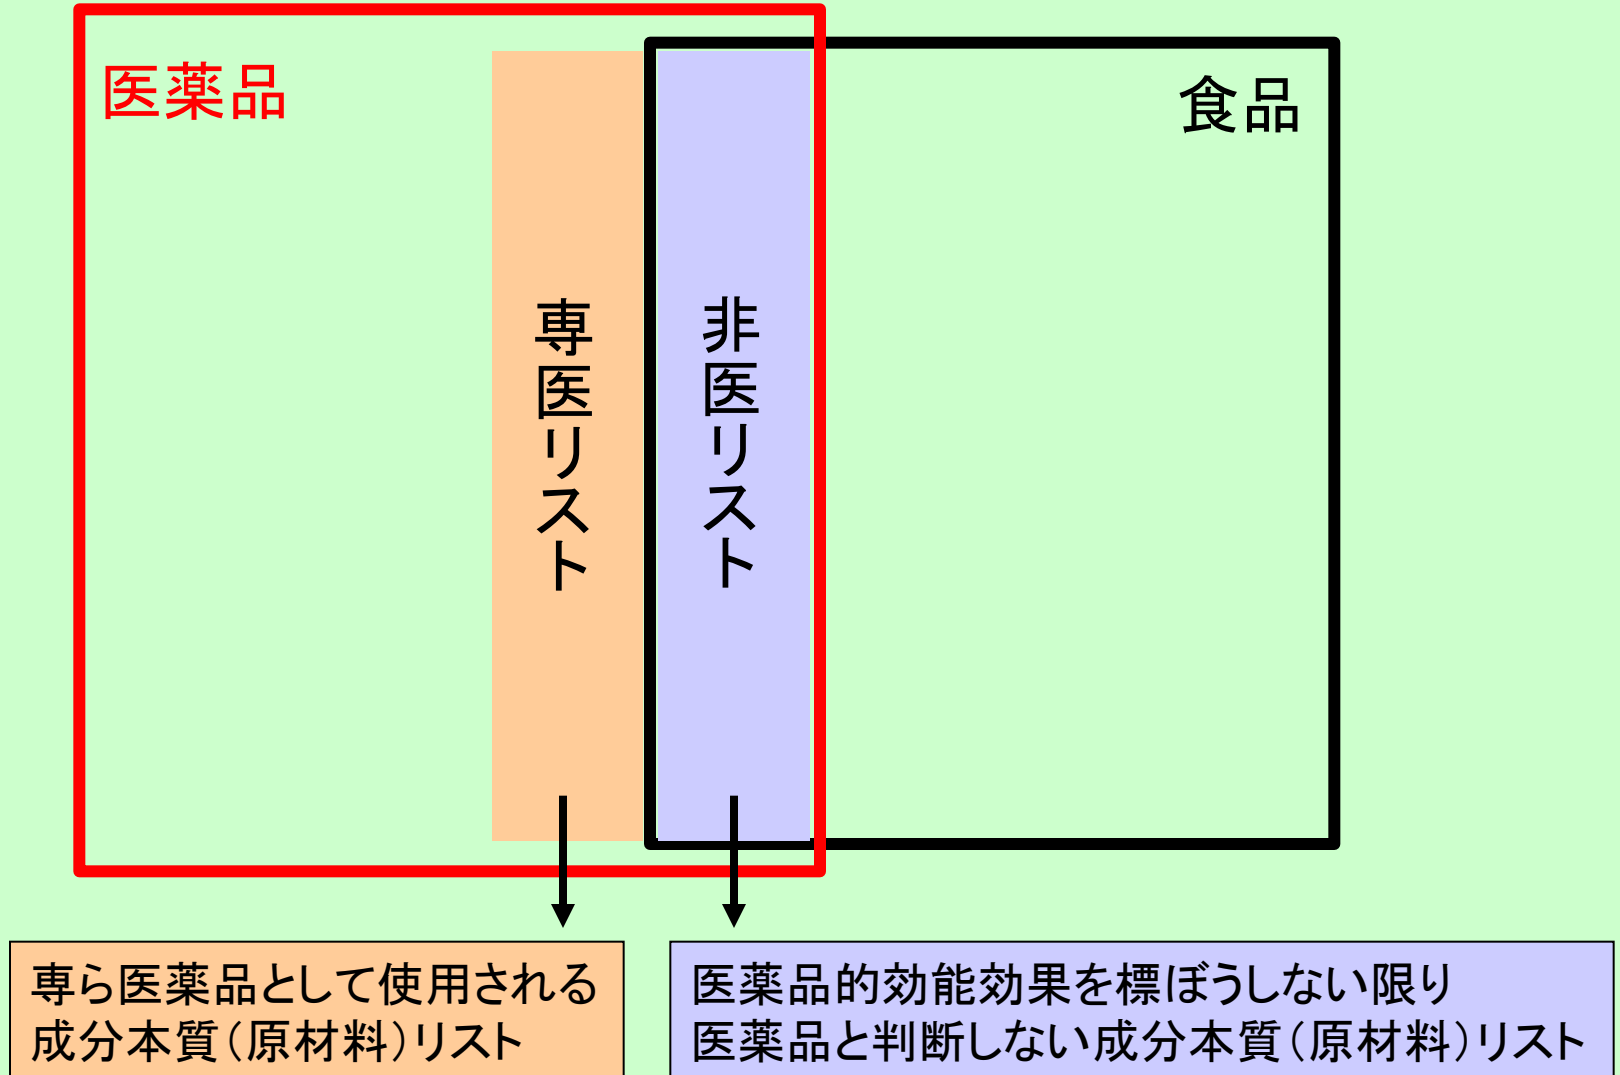 医薬品
食品
専医リスト
非医リスト
専ら医薬品として使用される
成分本質（原材料）リスト
医薬品的効能効果を標ぼうしない限り
医薬品と判断しない成分本質（原材料）リスト